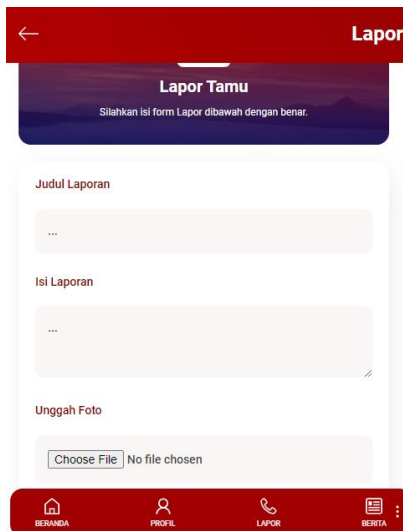 Lapor
Lapor Tamu
Silahkan isi form Lapor dibawah dengan benar.
Judul Laporan
...
Isi Laporan
...
Unggah Foto
Choose File No file chosen
BERANDA PROFIL LAPOR BERITA